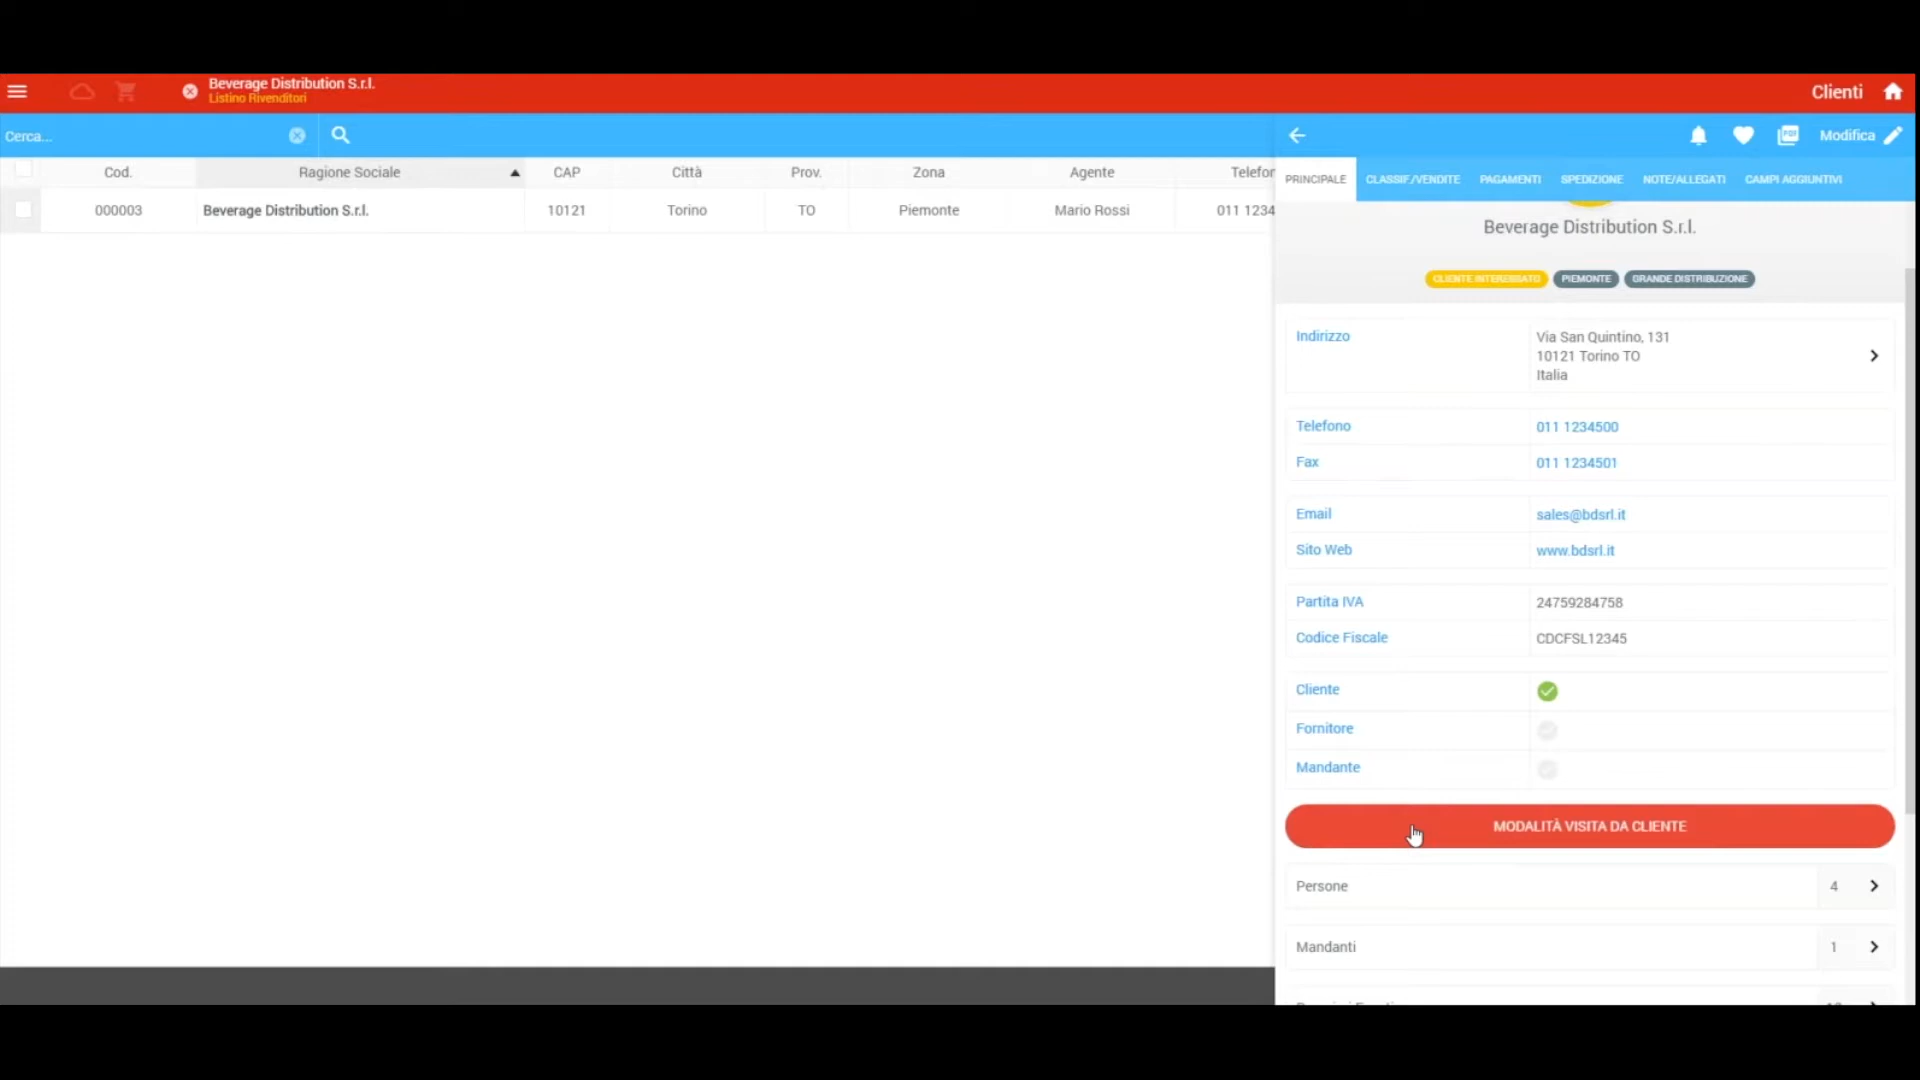 Beverage Distribution S.r.l.
Listino Rivenditori
Clienti
Cerca...
PDF
Modifica
Cod.
Ragione Sociale
CAP
Città
Prov.
Zona
Agente
Telefor
000003
Beverage Distribution S.r.l.
10121
Torino
TO
Piemonte
Mario Rossi
011 1234
PRINCIPALE
CLASSIF./VENDITE
PAGAMENTI
SPEDIZIONE
NOTE/ALLEGATI
CAMPI AGGIUNTIVI
Beverage Distribution S.r.l.
CLIENTE INTERESSATO
PIEMONTE
GRANDE DISTRIBUZIONE
Indirizzo
Via San Quintino, 131
10121 Torino TO
Italia
Telefono
011 1234500
Fax
011 1234501
Email
sales@bdsrl.it
Sito Web
www.bdsrl.it
Partita IVA
24759284758
Codice Fiscale
CDCFSL12345
Cliente
Fornitore
Mandante
MODALITÀ VISITA DA CLIENTE
Persone
4
Mandanti
1